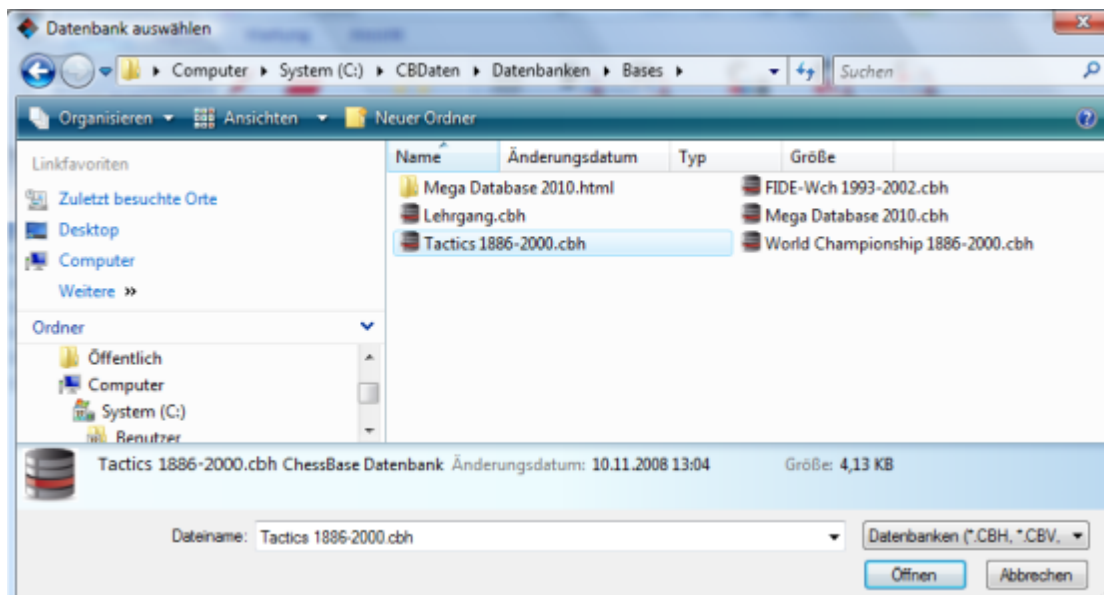 Datenbank auswählen
Computer System (C:) CBDaten Datenbanken Bases Suchen
Organisieren Ansichten Neuer Ordner
Linkfavoriten
Zuletzt besuchte Orte
Desktop
Computer
Weitere »
Ordner
Öffentlich
Computer
System (C:)
Benutzer
Name Änderungsdatum Typ Größe
Mega Database 2010.html FIDE-Wch 1993-2002.cbh
Lehrgang.cbh Mega Database 2010.cbh
Tactics 1886-2000.cbh World Championship 1886-2000.cbh
Tactics 1886-2000.cbh ChessBase Datenbank Änderungsdatum: 10.11.2008 13:04 Größe: 4,13 KB
Dateiname: Tactics 1886-2000.cbh Datenbanken (*.CBH, *.CBV,
Öffnen Abbrechen